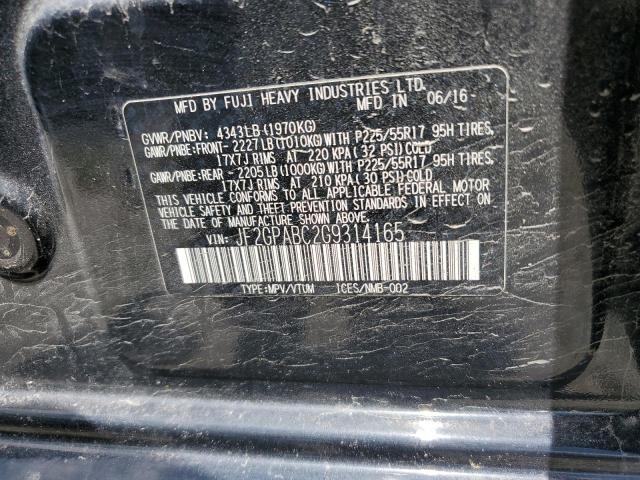 MFD BY FUJI HEAVY INDUSTRIES LTD.
MFD IN 06/16
GVWR/PNBV: 4343LB(1970KG)
GAWR/PNBE:FRONT-2227LB(1010KG)WITH P225/55R17 95H TIRES,
17X7J RIMS AT 220 KPA(32 PSI)COLD
GAWR/PNBE:REAR -2205LB(1000KG)WITH P225/55R17 95H TIRES,
17X7J RIMS AT 210 KPA(30 PSI)COLD
THIS VEHICLE CONFORMS TO ALL APPLICABLE FEDERAL MOTOR
VEHICLE SAFETY AND THEFT PREVENTION STANDARDS IN EFFECT ON
THE DATE OF MANUFACTURE SHOWN ABOVE.
VIN: JF2GPABC2G9314165
TYPE:MPV/VTUM ICES/NMB-002